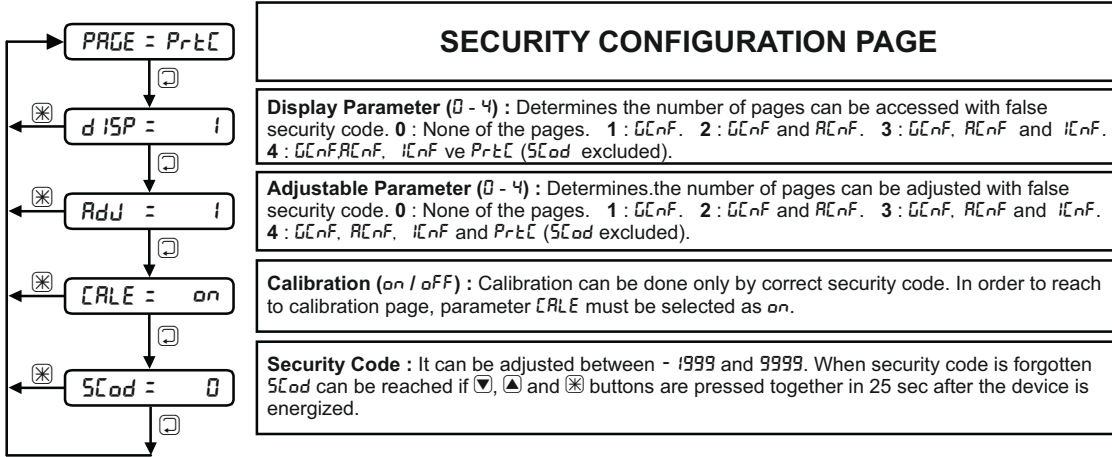 PAGE = PrtC
SECURITY CONFIGURATION PAGE
dISP = 1
Display Parameter (0 - 4) : Determines the number of pages can be accessed with false
security code. 0 : None of the pages. 1 : GCnF. 2 : GCnF and ACnF. 3 : GCnF, ACnF and ICnF.
4 : GCnF,ACnF, ICnF ve PrtC (SCod excluded).
AdJ = 1
Adjustable Parameter (0 - 4) : Determines.the number of pages can be adjusted with false
security code. 0 : None of the pages. 1 : GCnF. 2 : GCnF and ACnF. 3 : GCnF, ACnF and ICnF.
4 : GCnF, ACnF, ICnF and PrtC (SCod excluded).
CALE = on
Calibration (on / oFF) : Calibration can be done only by correct security code. In order to reach
to calibration page, parameter CALE must be selected as on.
SCod = 0
Security Code : It can be adjusted between - 1999 and 9999. When security code is forgotten
SCod can be reached if ▼, ▲ and ✳ buttons are pressed together in 25 sec after the device is
energized.